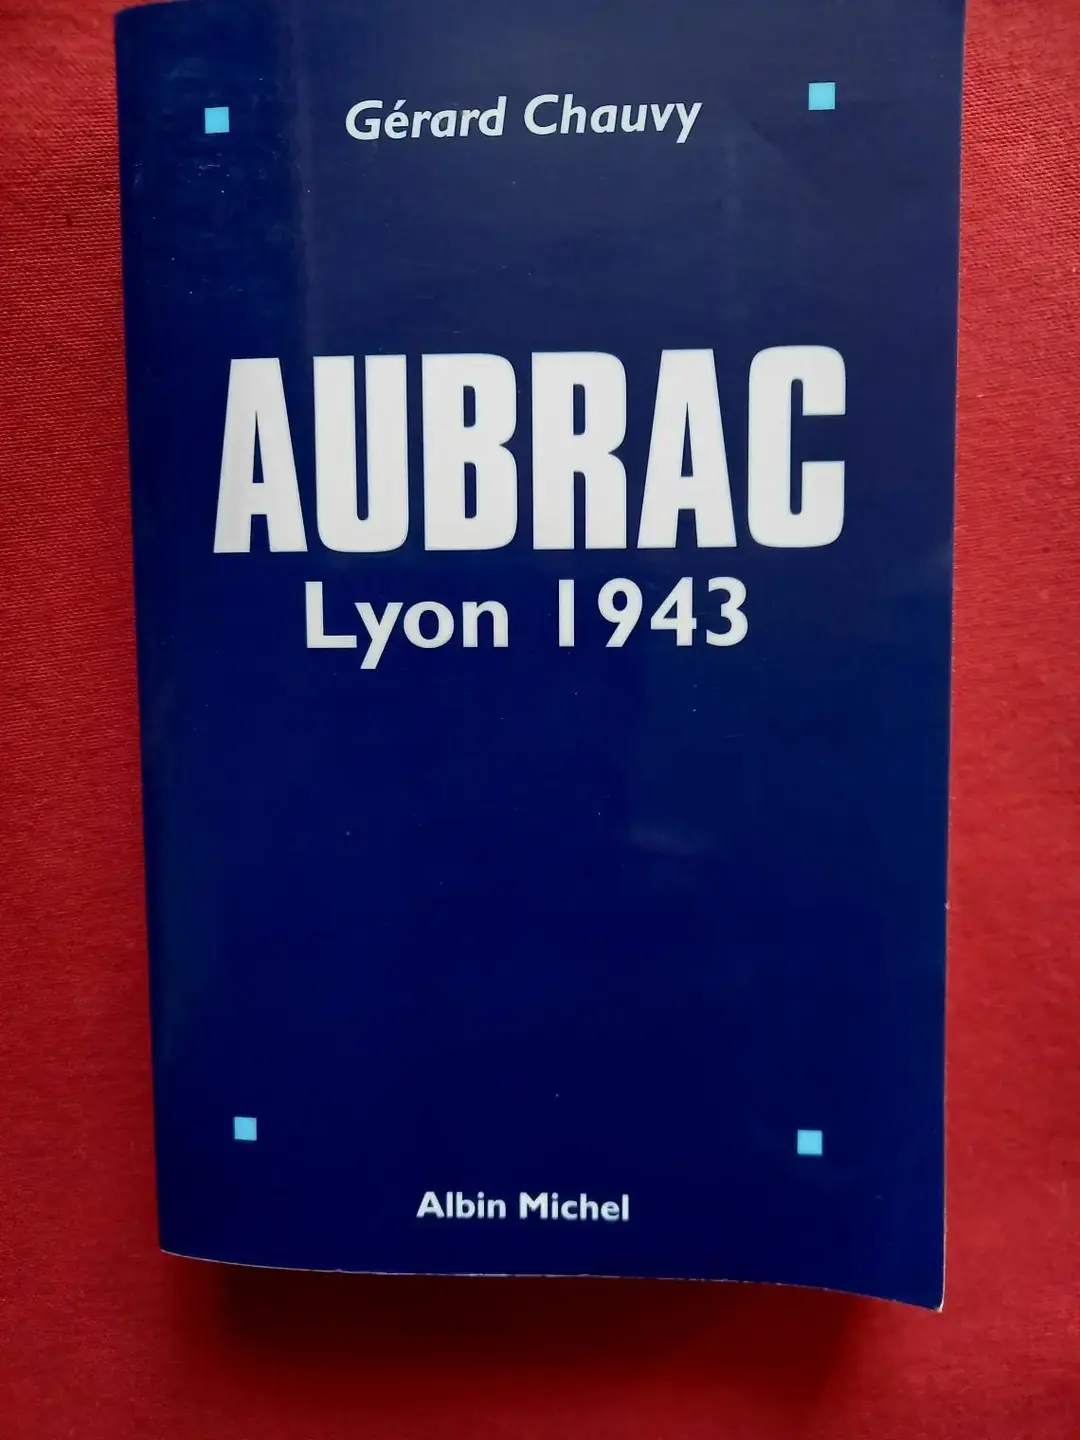 Gérard Chauvy
AUBRAC
Lyon 1943
Albin Michel